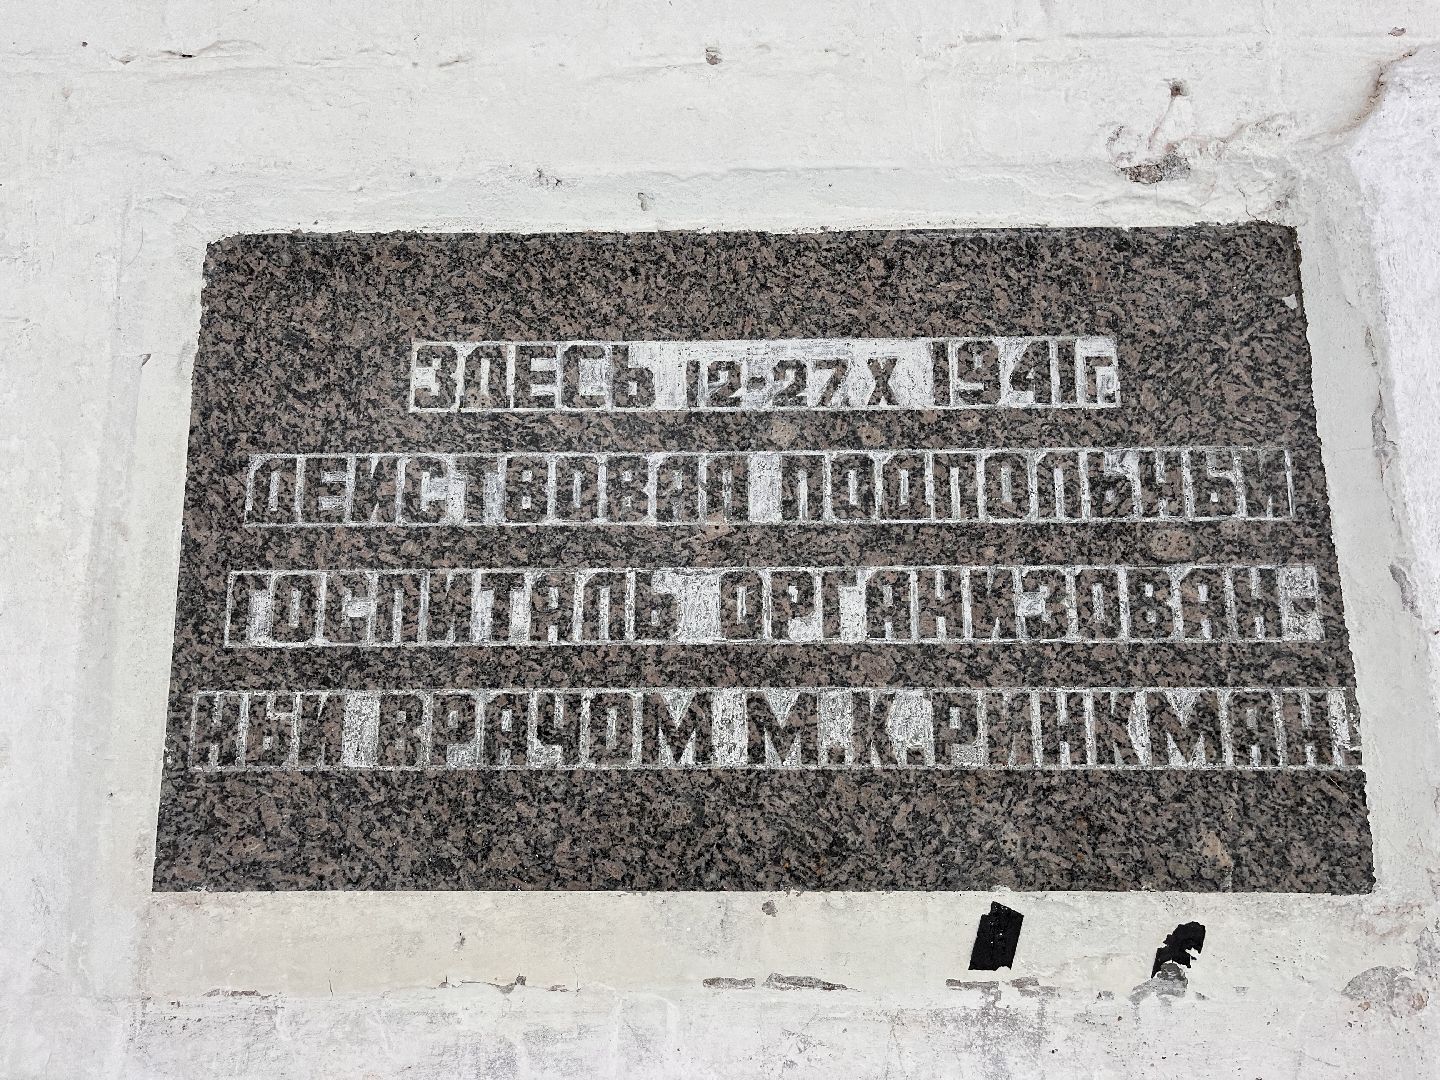 ЗДЕСЬ 12-27 X 1941г.
ДЕЙСТВОВАЛ ПОДПОЛЬНЫЙ
ГОСПИТАЛЬ ОРГАНИЗОВАН-
НЫЙ ВРАЧОМ М.К.РИНКМАН.